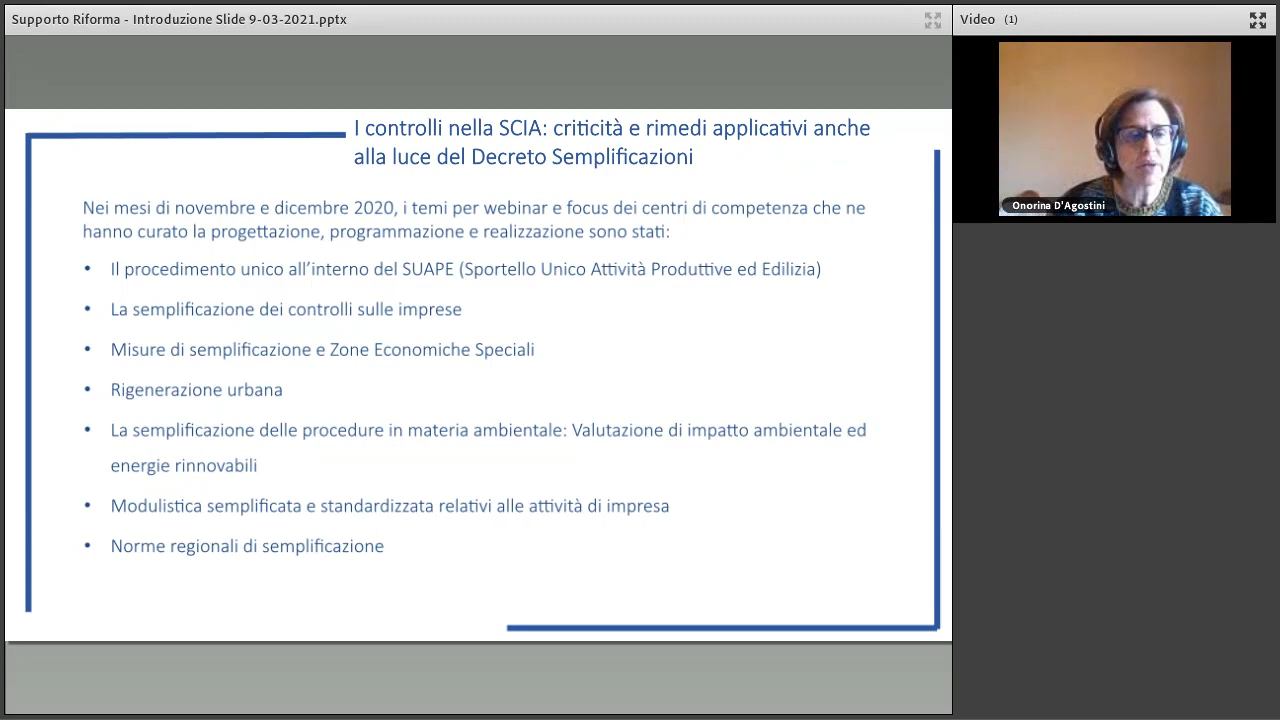 Supporto Riforma - Introduzione Slide 9-03-2021.pptx
Video (1)
I controlli nella SCIA: criticità e rimedi applicativi anche
alla luce del Decreto Semplificazioni
Nei mesi di novembre e dicembre 2020, i temi per webinar e focus dei centri di competenza che ne
hanno curato la progettazione, programmazione e realizzazione sono stati:
• Il procedimento unico all’interno del SUAPE (Sportello Unico Attività Produttive ed Edilizia)
• La semplificazione dei controlli sulle imprese
• Misure di semplificazione e Zone Economiche Speciali
• Rigenerazione urbana
• La semplificazione delle procedure in materia ambientale: Valutazione di impatto ambientale ed
energie rinnovabili
• Modulistica semplificata e standardizzata relativi alle attività di impresa
• Norme regionali di semplificazione
Onorina D'Agostini